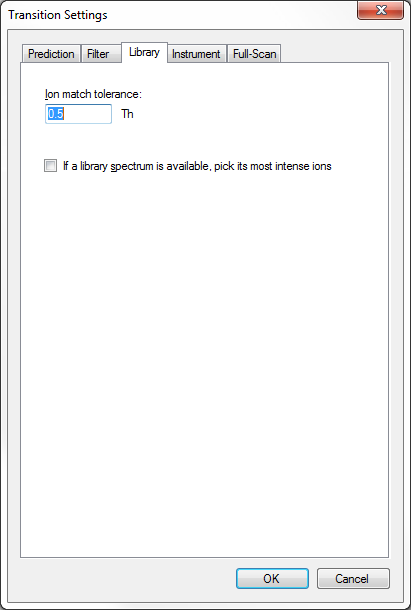 Transition Settings
Prediction Filter Library Instrument Full-Scan
Ion match tolerance:
0.5 Th
If a library spectrum is available, pick its most intense ions
OK Cancel